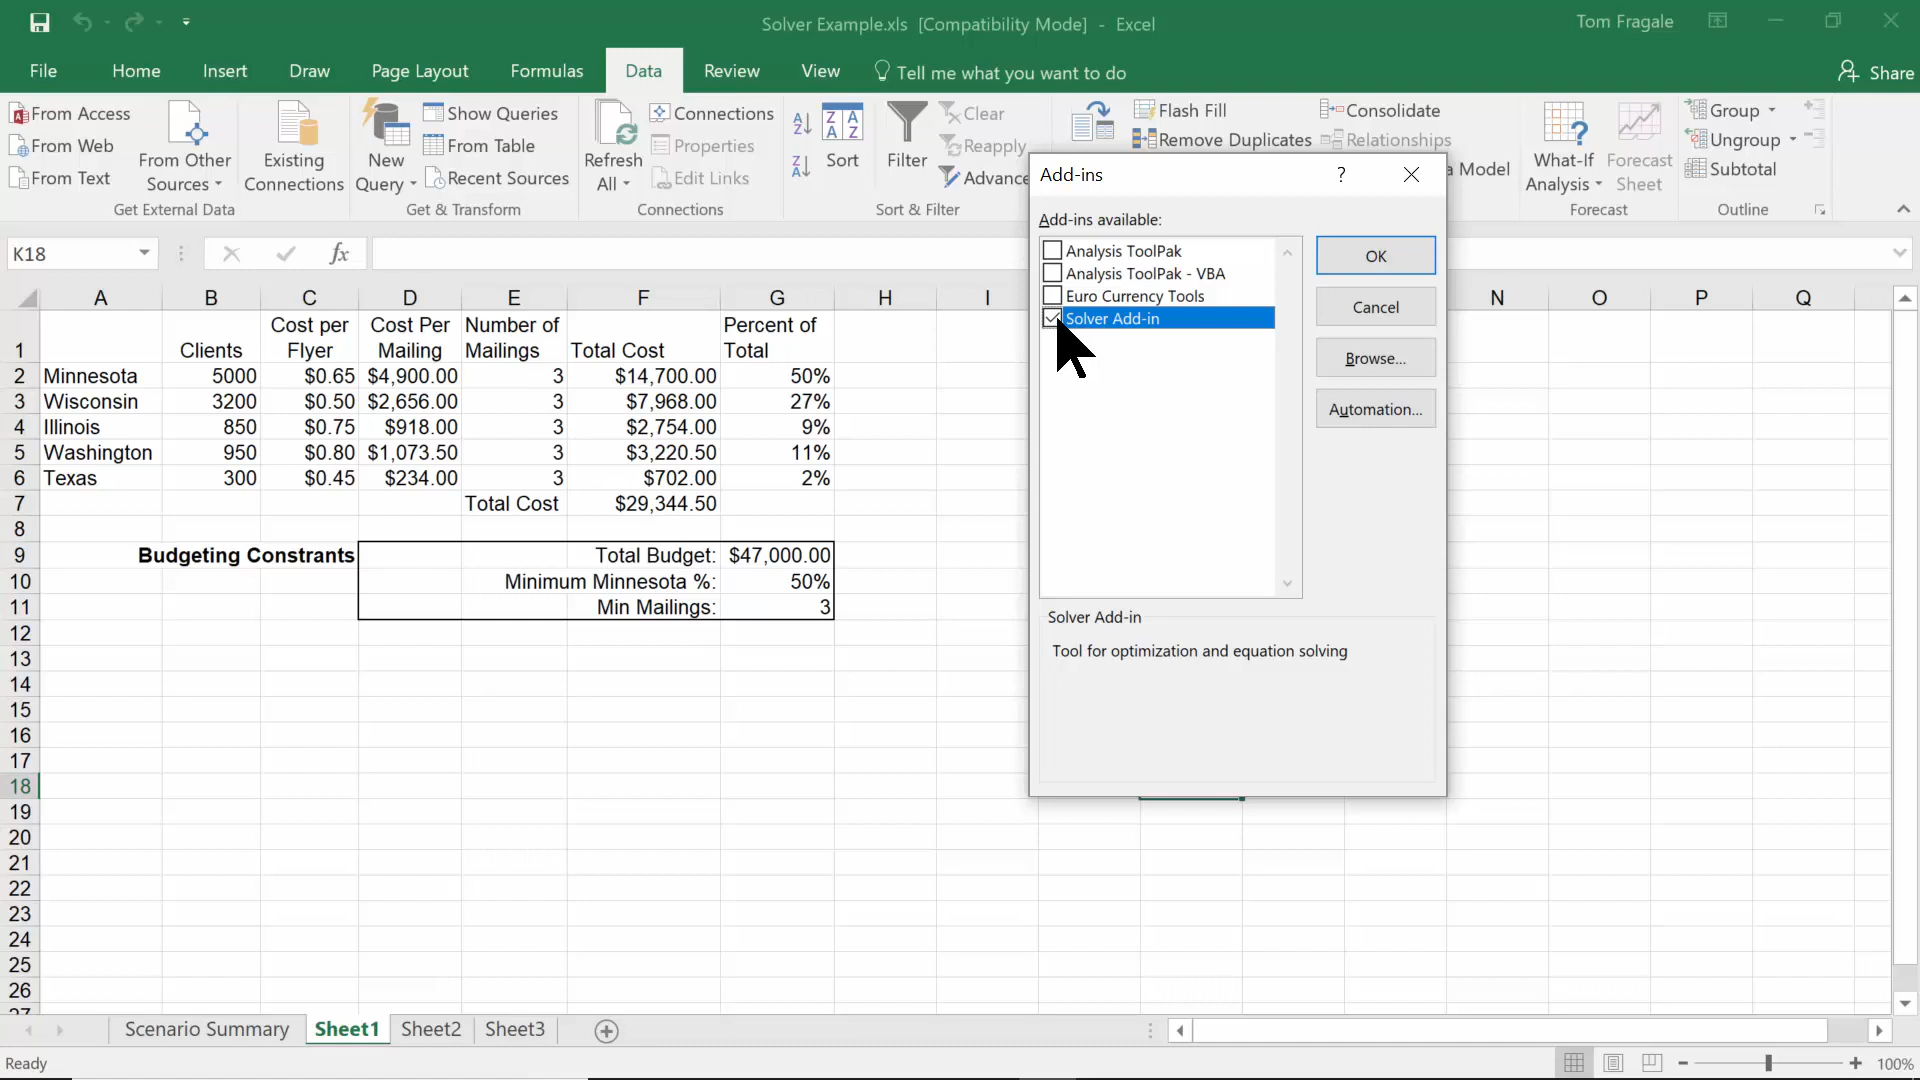 Solver Example.xls [Compatibility Mode] - Excel
Tom Fragale
File Home Insert Draw Page Layout Formulas Data Review View Tell me what you want to do Share
From Access
From Web
From Text
From Other
Sources
Get External Data
Existing
Connections
New
Query
Show Queries
From Table
Recent Sources
Get & Transform
Refresh
All
Connections
Properties
Edit Links
Connections
A
Z
Z
A
Z A
A Z
Sort
Filter
Clear
Reapply
Advance
Sort & Filter
Flash Fill
Remove Duplicates
Consolidate
Relationships
a Model
What-If
Analysis
Forecast
Sheet
Forecast
Group
Ungroup
Subtotal
Outline
K18
fx
A B C D E F G H I N O P Q
Cost per Cost Per Number of Percent of
1 Clients Flyer Mailing Mailings Total Cost Total
2 Minnesota 5000 $0.65 $4,900.00 3 $14,700.00 50%
3 Wisconsin 3200 $0.50 $2,656.00 3 $7,968.00 27%
4 Illinois 850 $0.75 $918.00 3 $2,754.00 9%
5 Washington 950 $0.80 $1,073.50 3 $3,220.50 11%
6 Texas 300 $0.45 $234.00 3 $702.00 2%
7 Total Cost $29,344.50
8
9 Budgeting Constrants Total Budget: $47,000.00
10 Minimum Minnesota %: 50%
11 Min Mailings: 3
12
13
14
15
16
17
18
19
20
21
22
23
24
25
26
27
Add-ins ?
Add-ins available:
Analysis ToolPak
Analysis ToolPak - VBA
Euro Currency Tools
Solver Add-in
OK
Cancel
Browse...
Automation...
Solver Add-in
Tool for optimization and equation solving
Scenario Summary Sheet1 Sheet2 Sheet3
Ready
100%